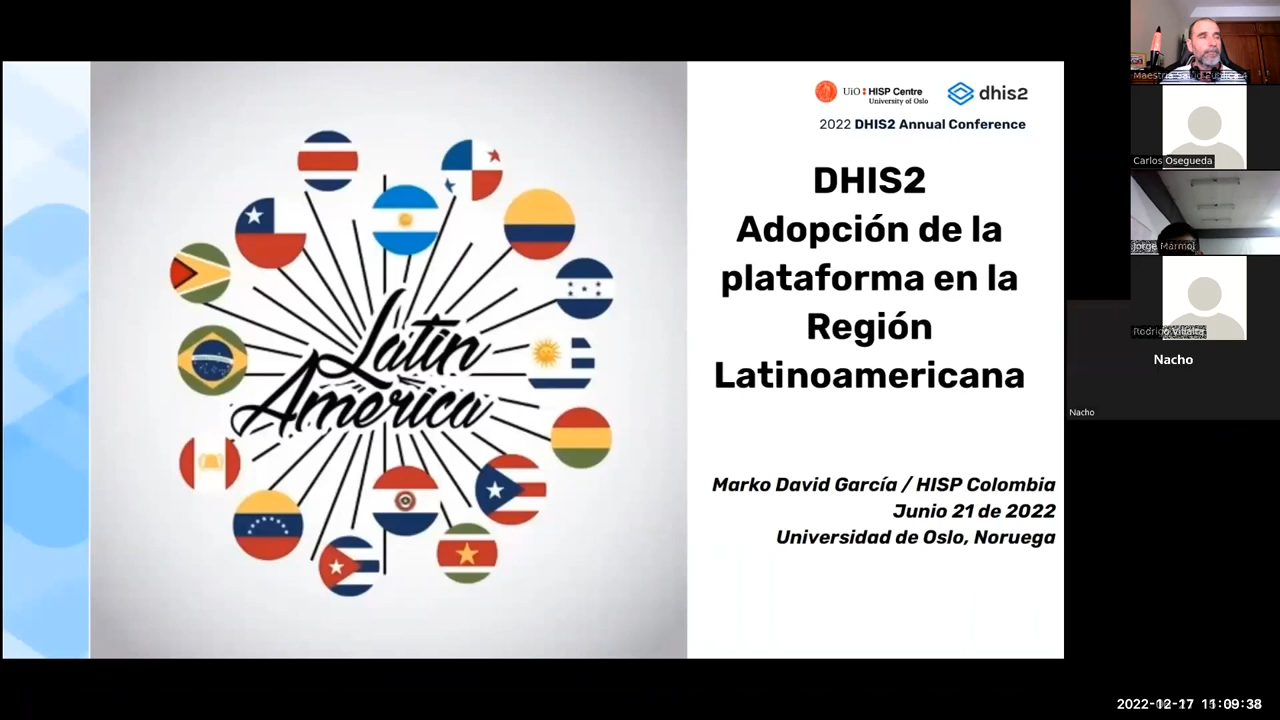 Latin
America
UiO HISP Centre
University of Oslo
dhis2
2022 DHIS2 Annual Conference
DHIS2
Adopción de la
plataforma en la
Región
Latinoamericana
Marko David García / HISP Colombia
Junio 21 de 2022
Universidad de Oslo, Noruega
Carlos Osegueda
Jorge Marmol
Nacho
Nacho
2022-12-17 11:09:38